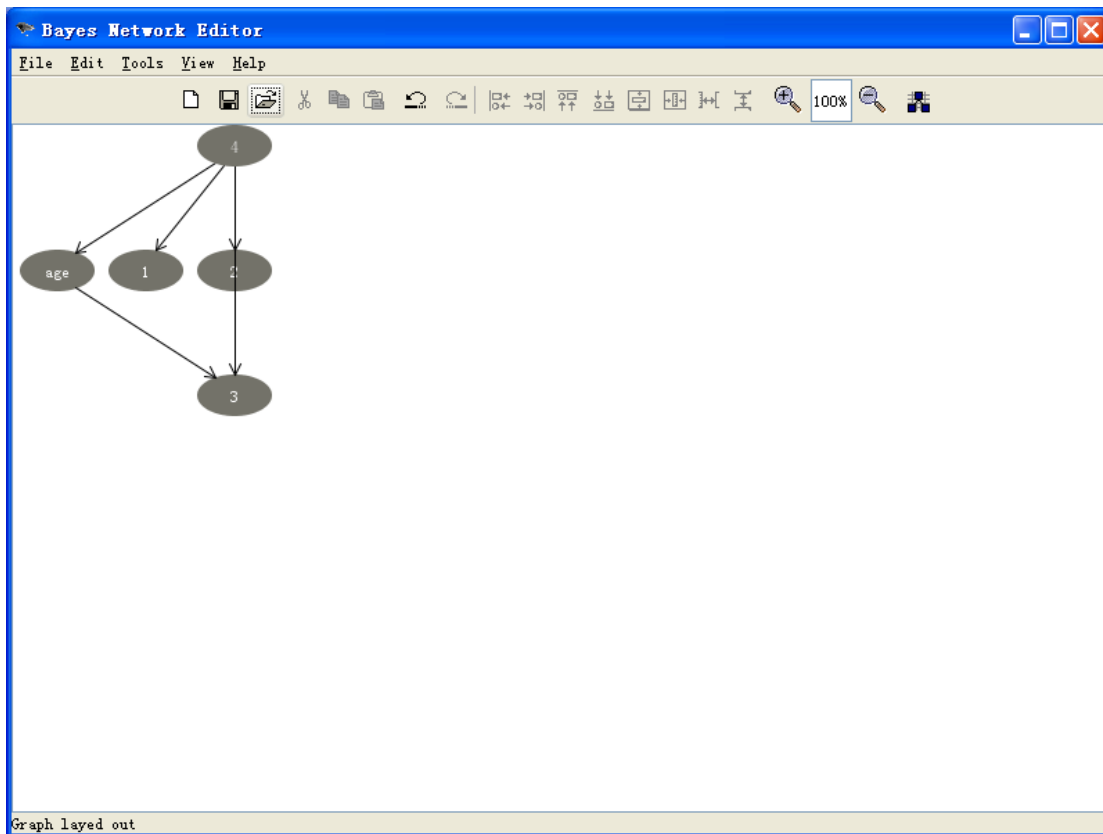 Bayes Network Editor
File Edit Tools View Help
100%
4
age 1 2
3
Graph layed out